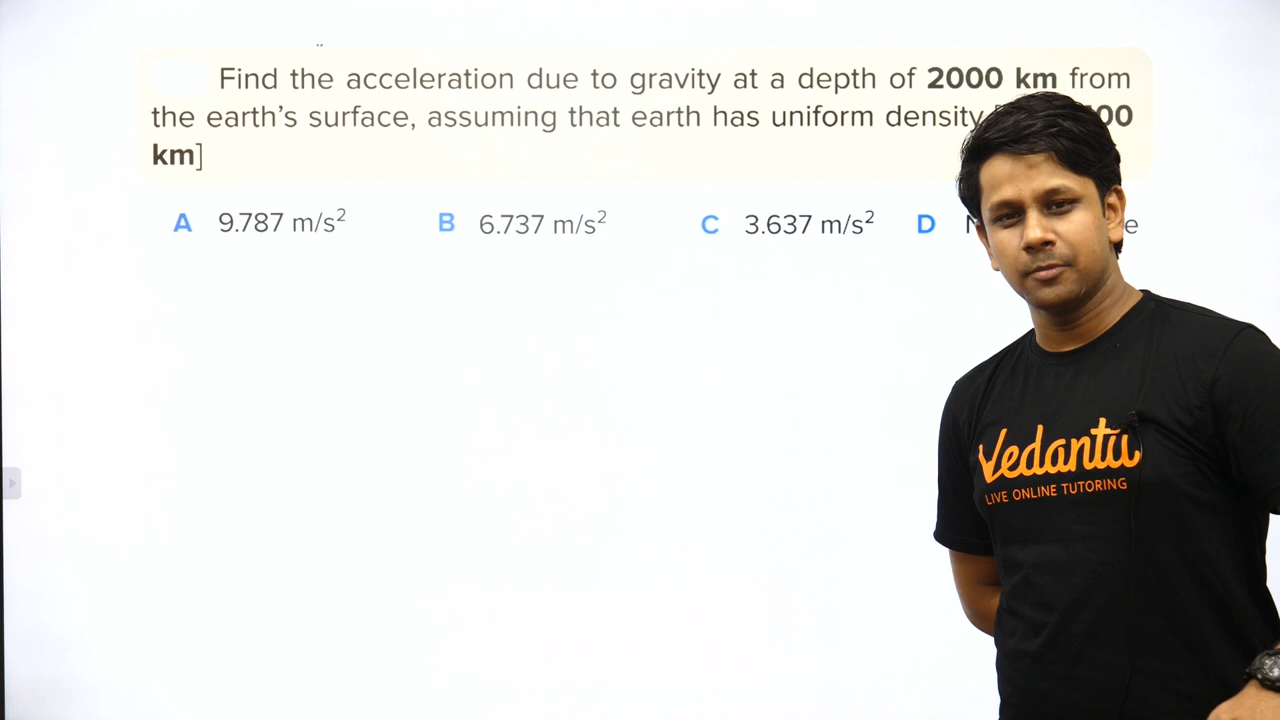 Find the acceleration due to gravity at a depth of 2000 km from
the earth's surface, assuming that earth has uniform density 00
km]
A 9.787 m/s² B 6.737 m/s² C 3.637 m/s² D
Vedantu
LIVE ONLINE TUTORING